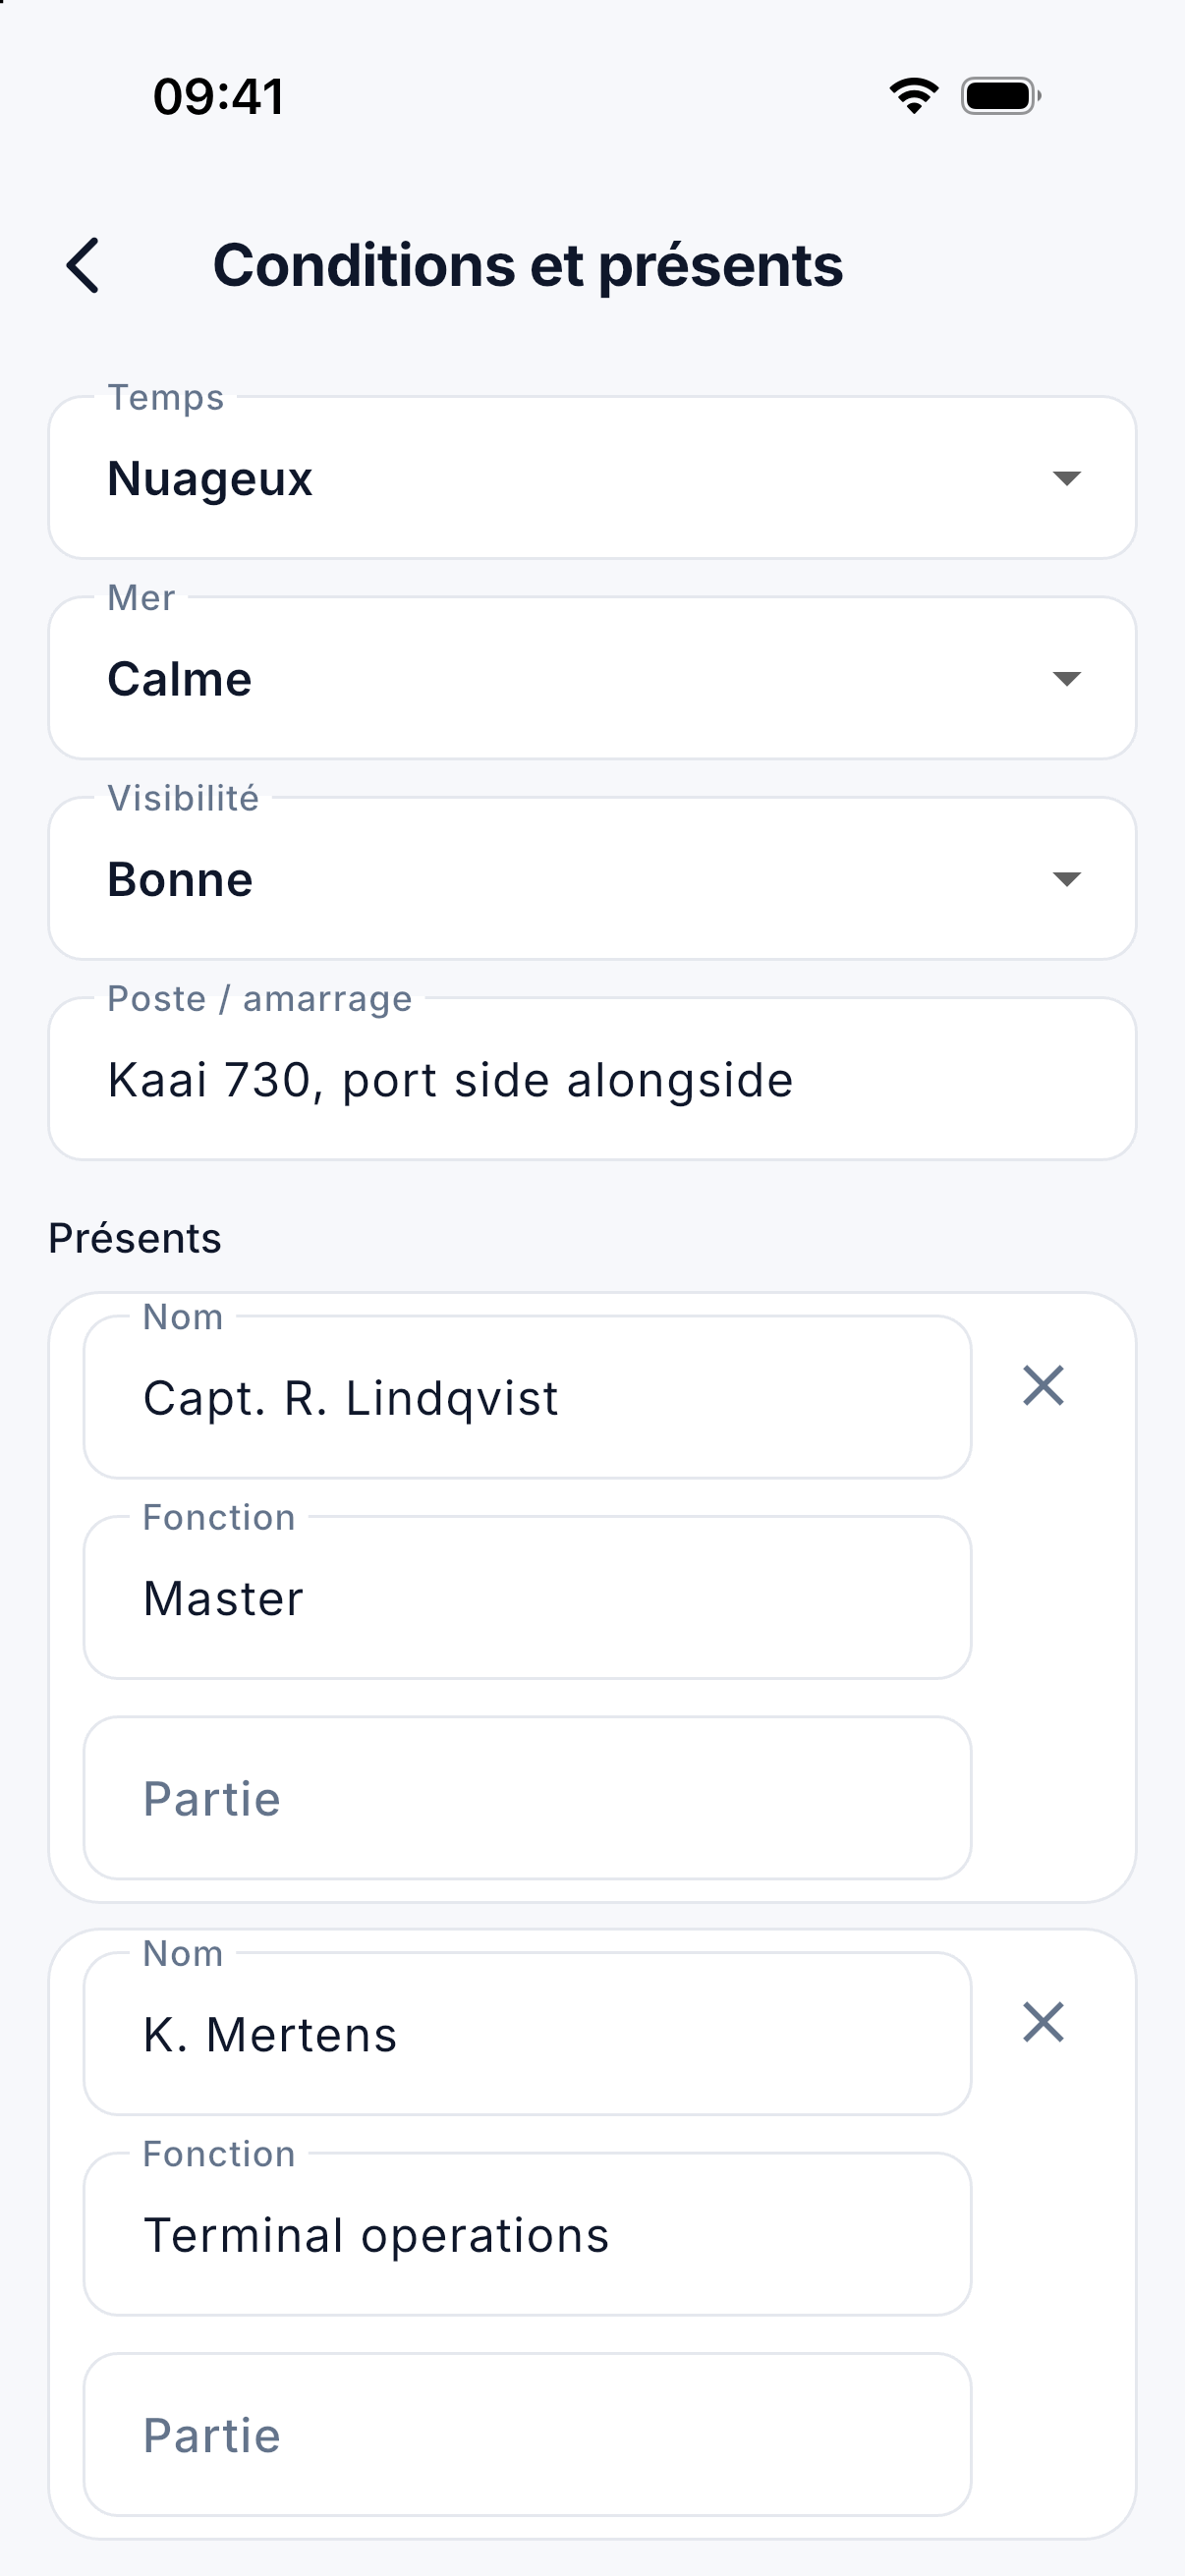 09:41
Conditions et présents
Temps
Nuageux
Mer
Calme
Visibilité
Bonne
Poste / amarrage
Kaai 730, port side alongside
Présents
Nom
Capt. R. Lindqvist
Fonction
Master
Partie
Nom
K. Mertens
Fonction
Terminal operations
Partie